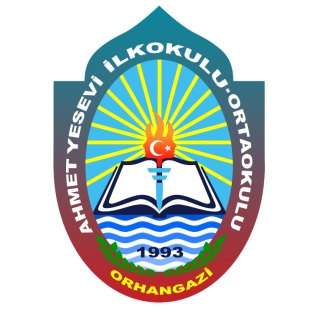 AHMET YESEVİ İLKOKULU-ORTAOKULU
1993
ORHANGAZİ